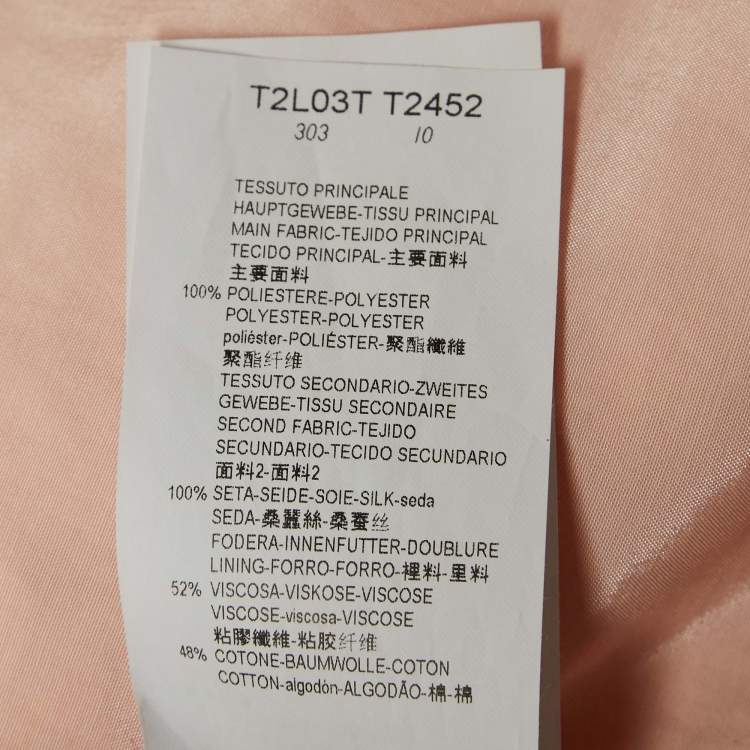 T2L03T T2452
303 10
TESSUTO PRINCIPALE
HAUPTGEWEBE-TISSU PRINCIPAL
MAIN FABRIC-TEJIDO PRINCIPAL
TECIDO PRINCIPAL-主要面料
主要面料
100% POLIESTERE-POLYESTER
POLYESTER-POLYESTER
poliéster-POLIÉSTER-聚酯纖維
聚酯纤维
TESSUTO SECONDARIO-ZWEITES
GEWEBE-TISSU SECONDAIRE
SECOND FABRIC-TEJIDO
SECUNDARIO-TECIDO SECUNDARIO
面料2-面料2
100% SETA-SEIDE-SOIE-SILK-seda
SEDA-桑蠶絲-桑蚕丝
FODERA-INNENFUTTER-DOUBLURE
LINING-FORRO-FORRO-裡料-里料
52% VISCOSA-VISKOSE-VISCOSE
VISCOSE-viscosa-VISCOSE
粘膠纖維-粘胶纤维
48% COTONE-BAUMWOLLE-COTON
COTTON-algodón-ALGODÃO-棉-棉